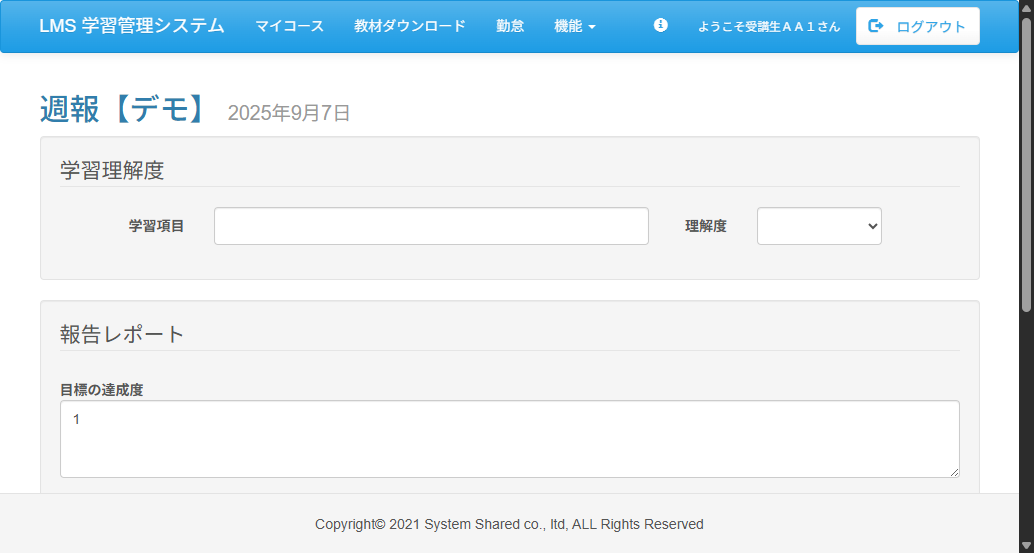 LMS 学習管理システム マイコース 教材ダウンロード 勤怠 機能 ようこそ受講生ＡＡ１さん ログアウト
週報【デモ】 2025年9月7日
学習理解度
学習項目 理解度
報告レポート
目標の達成度
1
Copyright© 2021 System Shared co., ltd, ALL Rights Reserved